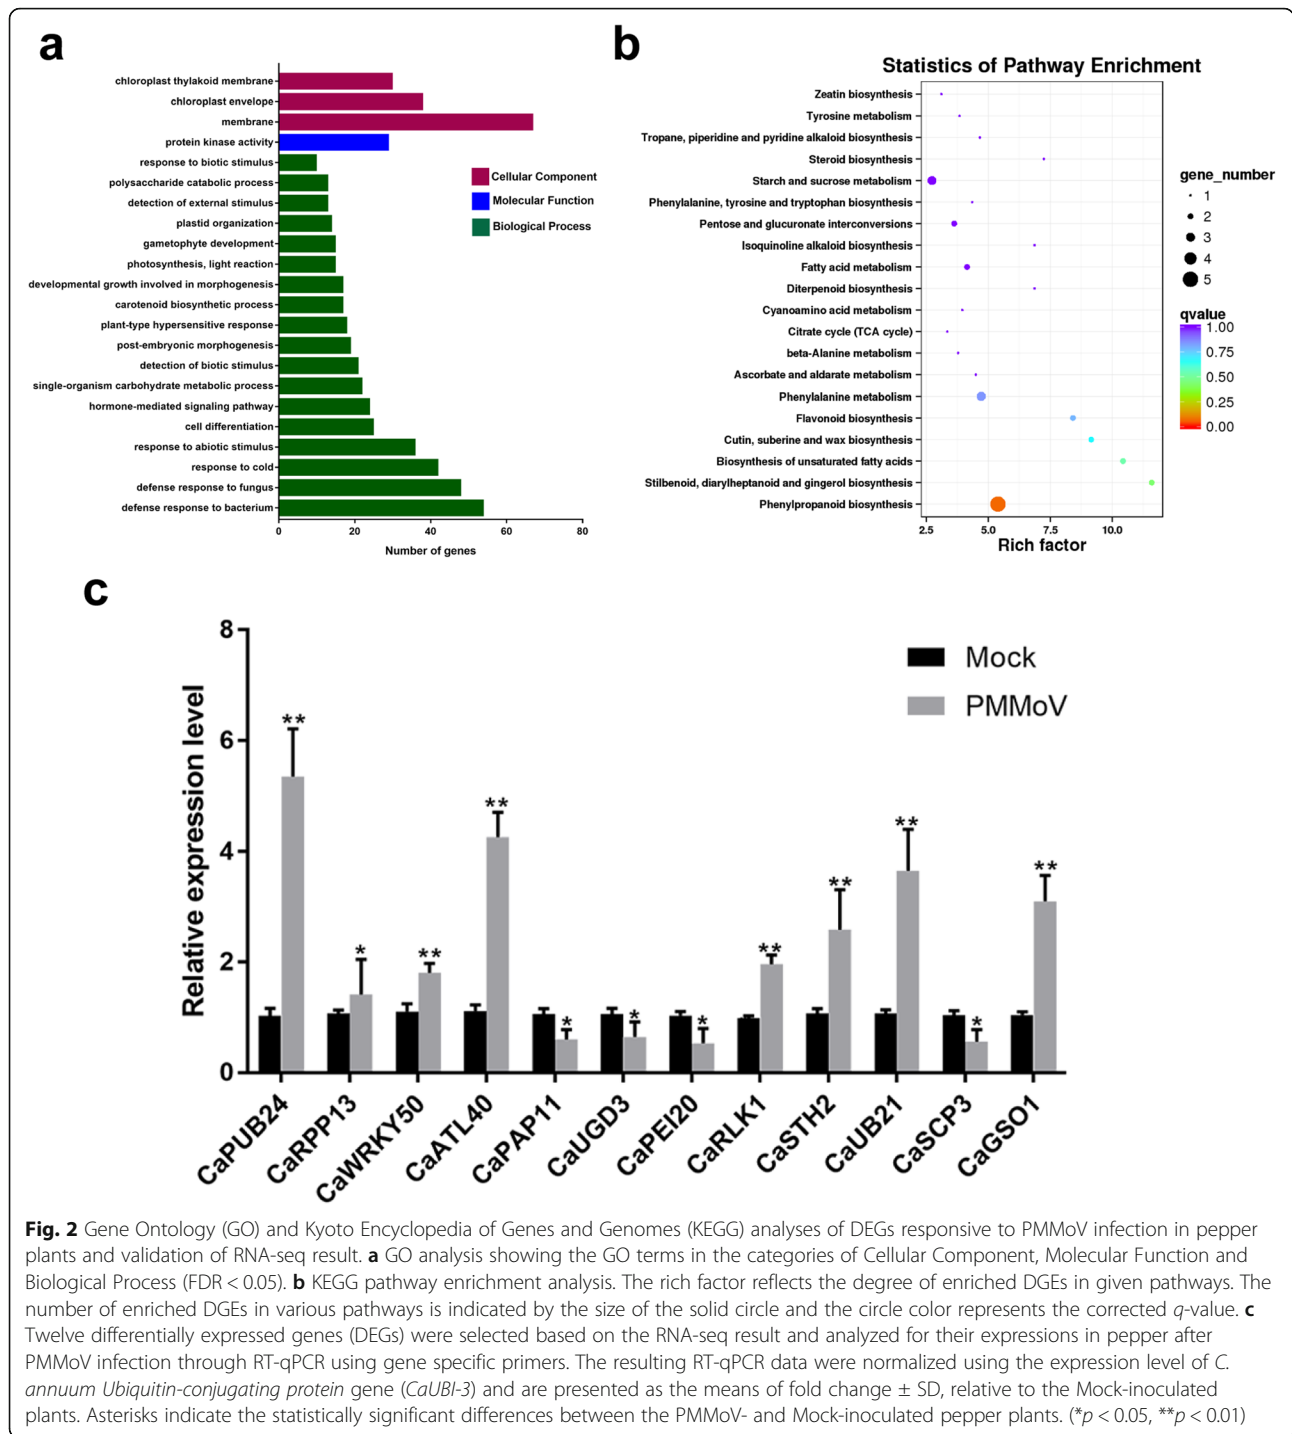 a
chloroplast thylakoid membrane
chloroplast envelope
membrane
protein kinase activity
response to biotic stimulus
polysaccharide catabolic process
detection of external stimulus
plastid organization
gametophyte development
photosynthesis, light reaction
developmental growth involved in morphogenesis
carotenoid biosynthetic process
plant-type hypersensitive response
post-embryonic morphogenesis
detection of biotic stimulus
single-organism carbohydrate metabolic process
hormone-mediated signaling pathway
cell differentiation
response to abiotic stimulus
response to cold
defense response to fungus
defense response to bacterium
0 20 40 60 80
Number of genes
Cellular Component
Molecular Function
Biological Process
b
Statistics of Pathway Enrichment
Zeatin biosynthesis
Tyrosine metabolism
Tropane, piperidine and pyridine alkaloid biosynthesis
Steroid biosynthesis
Starch and sucrose metabolism
Phenylalanine, tyrosine and tryptophan biosynthesis
Pentose and glucuronate interconversions
Isoquinoline alkaloid biosynthesis
Fatty acid metabolism
Diterpenoid biosynthesis
Cyanoamino acid metabolism
Citrate cycle (TCA cycle)
beta-Alanine metabolism
Ascorbate and aldarate metabolism
Phenylalanine metabolism
Flavonoid biosynthesis
Cutin, suberine and wax biosynthesis
Biosynthesis of unsaturated fatty acids
Stilbenoid, diarylheptanoid and gingerol biosynthesis
Phenylpropanoid biosynthesis
2.5 5.0 7.5 10.0
Rich factor
gene_number
1
2
3
4
5
qvalue
1.00
0.75
0.50
0.25
0.00
c
Relative expression level
8
6
4
2
0
Mock
PMMoV
** * ** ** * * * ** ** ** * **
CaPUB24 CaRPP13 CaWRKY50 CaATL40 CaPAP11 CaUGD3 CaPEI20 CaRLK1 CaSTH2 CaUB21 CaSCP3 CaGSO1
Fig. 2 Gene Ontology (GO) and Kyoto Encyclopedia of Genes and Genomes (KEGG) analyses of DEGs responsive to PMMoV infection in pepper
plants and validation of RNA-seq result. a GO analysis showing the GO terms in the categories of Cellular Component, Molecular Function and
Biological Process (FDR < 0.05). b KEGG pathway enrichment analysis. The rich factor reflects the degree of enriched DGEs in given pathways. The
number of enriched DGEs in various pathways is indicated by the size of the solid circle and the circle color represents the corrected q-value. c
Twelve differentially expressed genes (DEGs) were selected based on the RNA-seq result and analyzed for their expressions in pepper after
PMMoV infection through RT-qPCR using gene specific primers. The resulting RT-qPCR data were normalized using the expression level of C.
annuum Ubiquitin-conjugating protein gene (CaUBI-3) and are presented as the means of fold change ± SD, relative to the Mock-inoculated
plants. Asterisks indicate the statistically significant differences between the PMMoV- and Mock-inoculated pepper plants. (*p < 0.05, **p < 0.01)